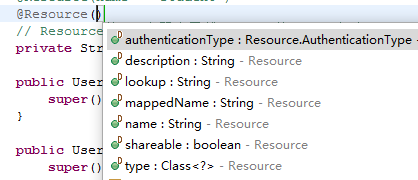 @Resource()
// Resource
private Str
public User
super()
}
public User
super()
authenticationType : Resource.AuthenticationType
description : String - Resource
lookup : String - Resource
mappedName : String - Resource
name : String - Resource
shareable : boolean - Resource
type : Class<?> - Resource